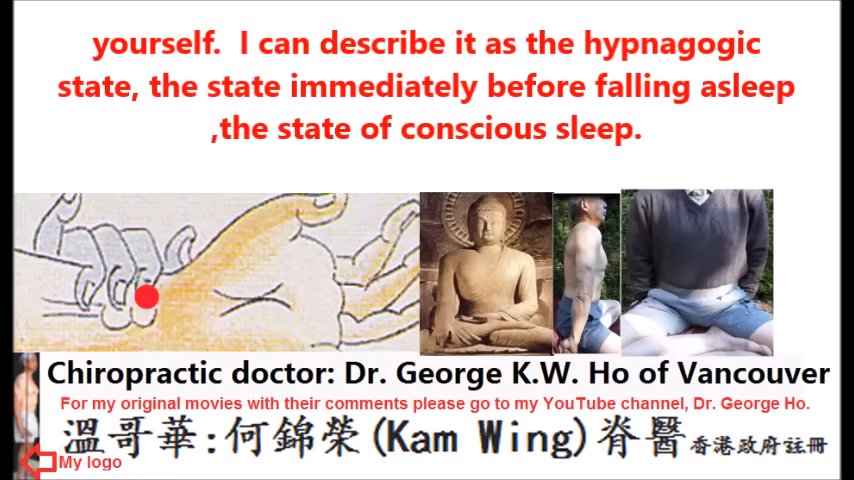 yourself. I can describe it as the hypnagogic
state, the state immediately before falling asleep
,the state of conscious sleep.
Chiropractic doctor: Dr. George K.W. Ho of Vancouver
For my original movies with their comments please go to my YouTube channel, Dr. George Ho.
溫哥華:何錦榮(Kam Wing)脊醫香港政府註冊
My logo